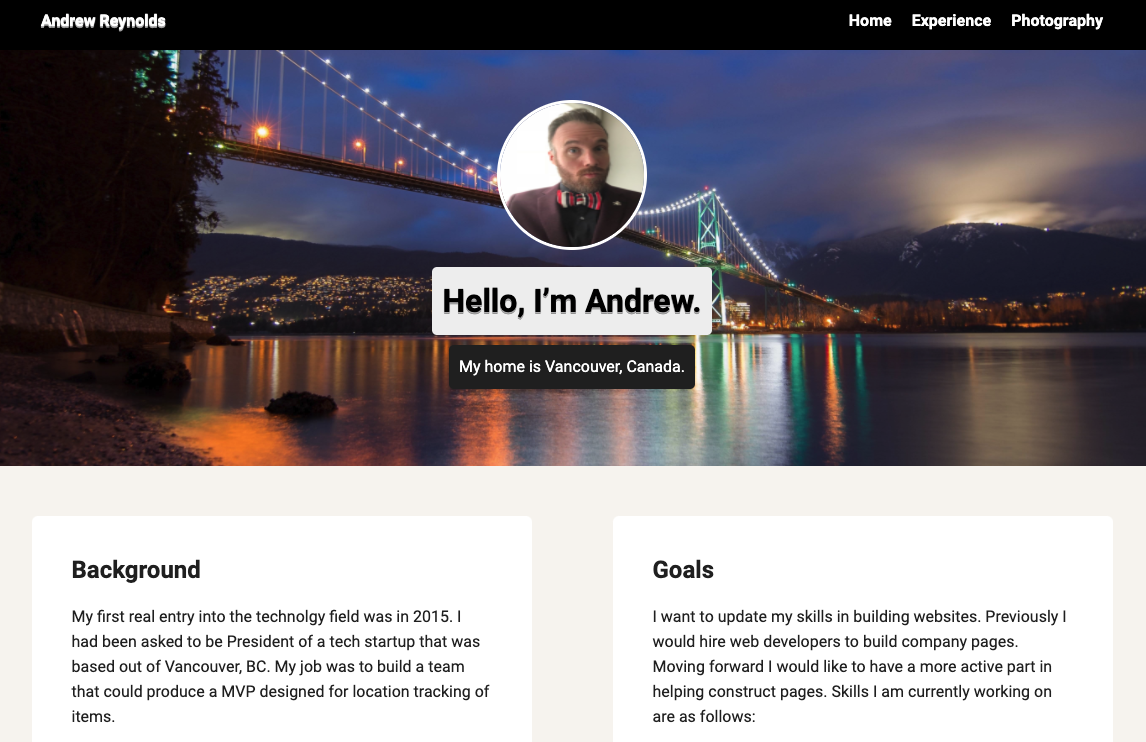 Andrew Reynolds
Home Experience Photography
Hello, I’m Andrew.
My home is Vancouver, Canada.
Background
My first real entry into the technolgy field was in 2015. I
had been asked to be President of a tech startup that was
based out of Vancouver, BC. My job was to build a team
that could produce a MVP designed for location tracking of
items.
Goals
I want to update my skills in building websites. Previously I
would hire web developers to build company pages.
Moving forward I would like to have a more active part in
helping construct pages. Skills I am currently working on
are as follows: